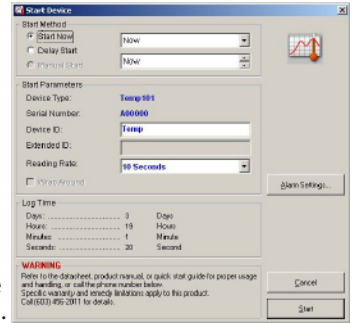 Start Device
Start Method
Start Now
Now
Delay Start
Manual Start
Now
Start Parameters
Device Type: Temp101
Serial Number: A00000
Device ID: Temp
Extended ID:
Reading Rate: 10 Seconds
Wrap Around
Alarm Settings...
Log Time
Days: 3 Days
Hours: 19 Hours
Minutes: 1 Minute
Seconds: 20 Second
WARNING
Refer to the datasheet, product manual, or quick start guide for proper usage
and handling, or call the phone number below.
Specific warranty and remedy limitations apply to this product.
Call (603) 456-2011 for details.
Cancel
Start